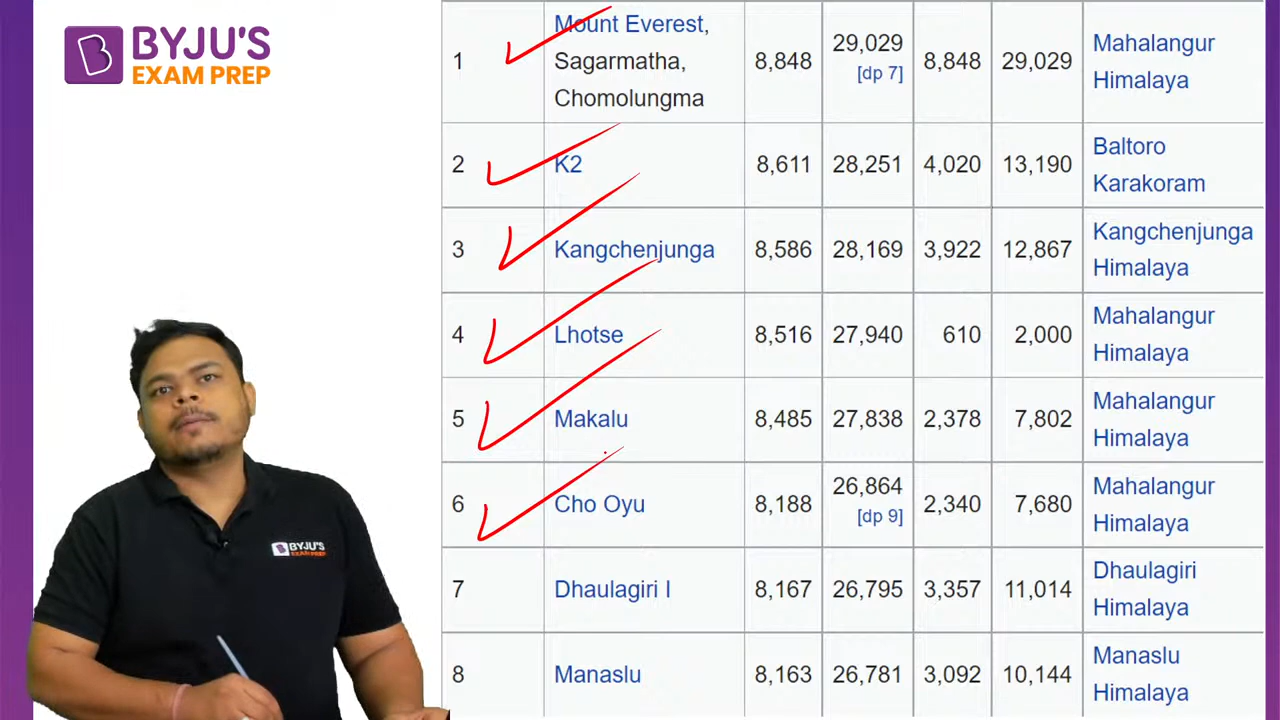 BYJU'S
EXAM PREP
1 Mount Everest, Sagarmatha, Chomolungma 8,848 29,029 [dp 7] 8,848 29,029 Mahalangur Himalaya
2 K2 8,611 28,251 4,020 13,190 Baltoro Karakoram
3 Kangchenjunga 8,586 28,169 3,922 12,867 Kangchenjunga Himalaya
4 Lhotse 8,516 27,940 610 2,000 Mahalangur Himalaya
5 Makalu 8,485 27,838 2,378 7,802 Mahalangur Himalaya
6 Cho Oyu 8,188 26,864 [dp 9] 2,340 7,680 Mahalangur Himalaya
7 Dhaulagiri I 8,167 26,795 3,357 11,014 Dhaulagiri Himalaya
8 Manaslu 8,163 26,781 3,092 10,144 Manaslu Himalaya
BYJU'S
EXAM PREP